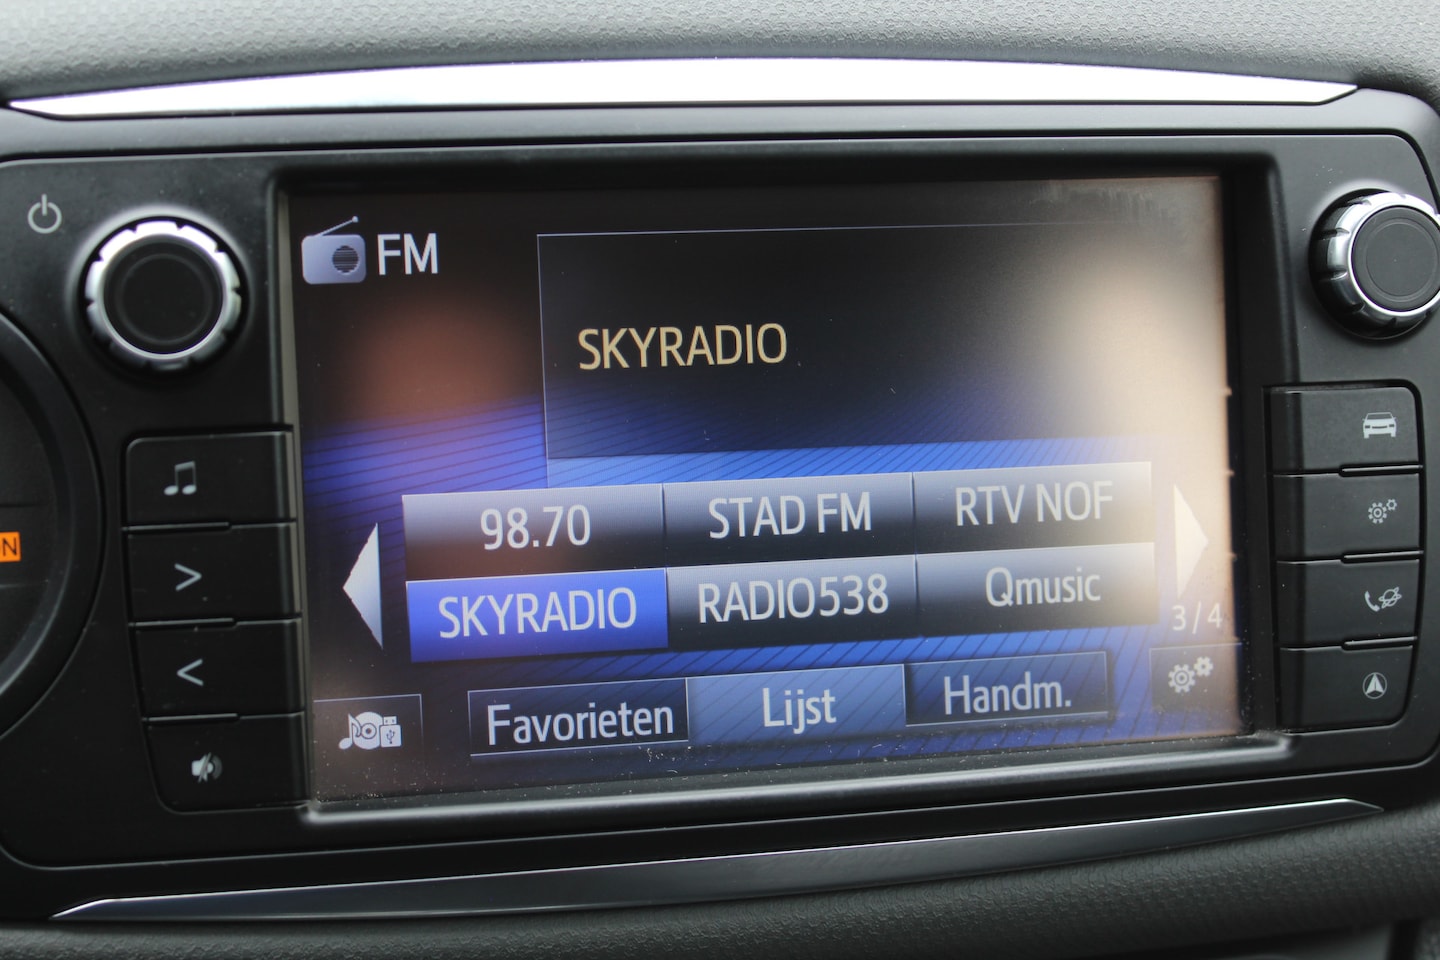 FM
SKYRADIO
98.70 STAD FM RTV NOF
SKYRADIO RADIO538 Qmusic
3/4
Favorieten Lijst Handm.